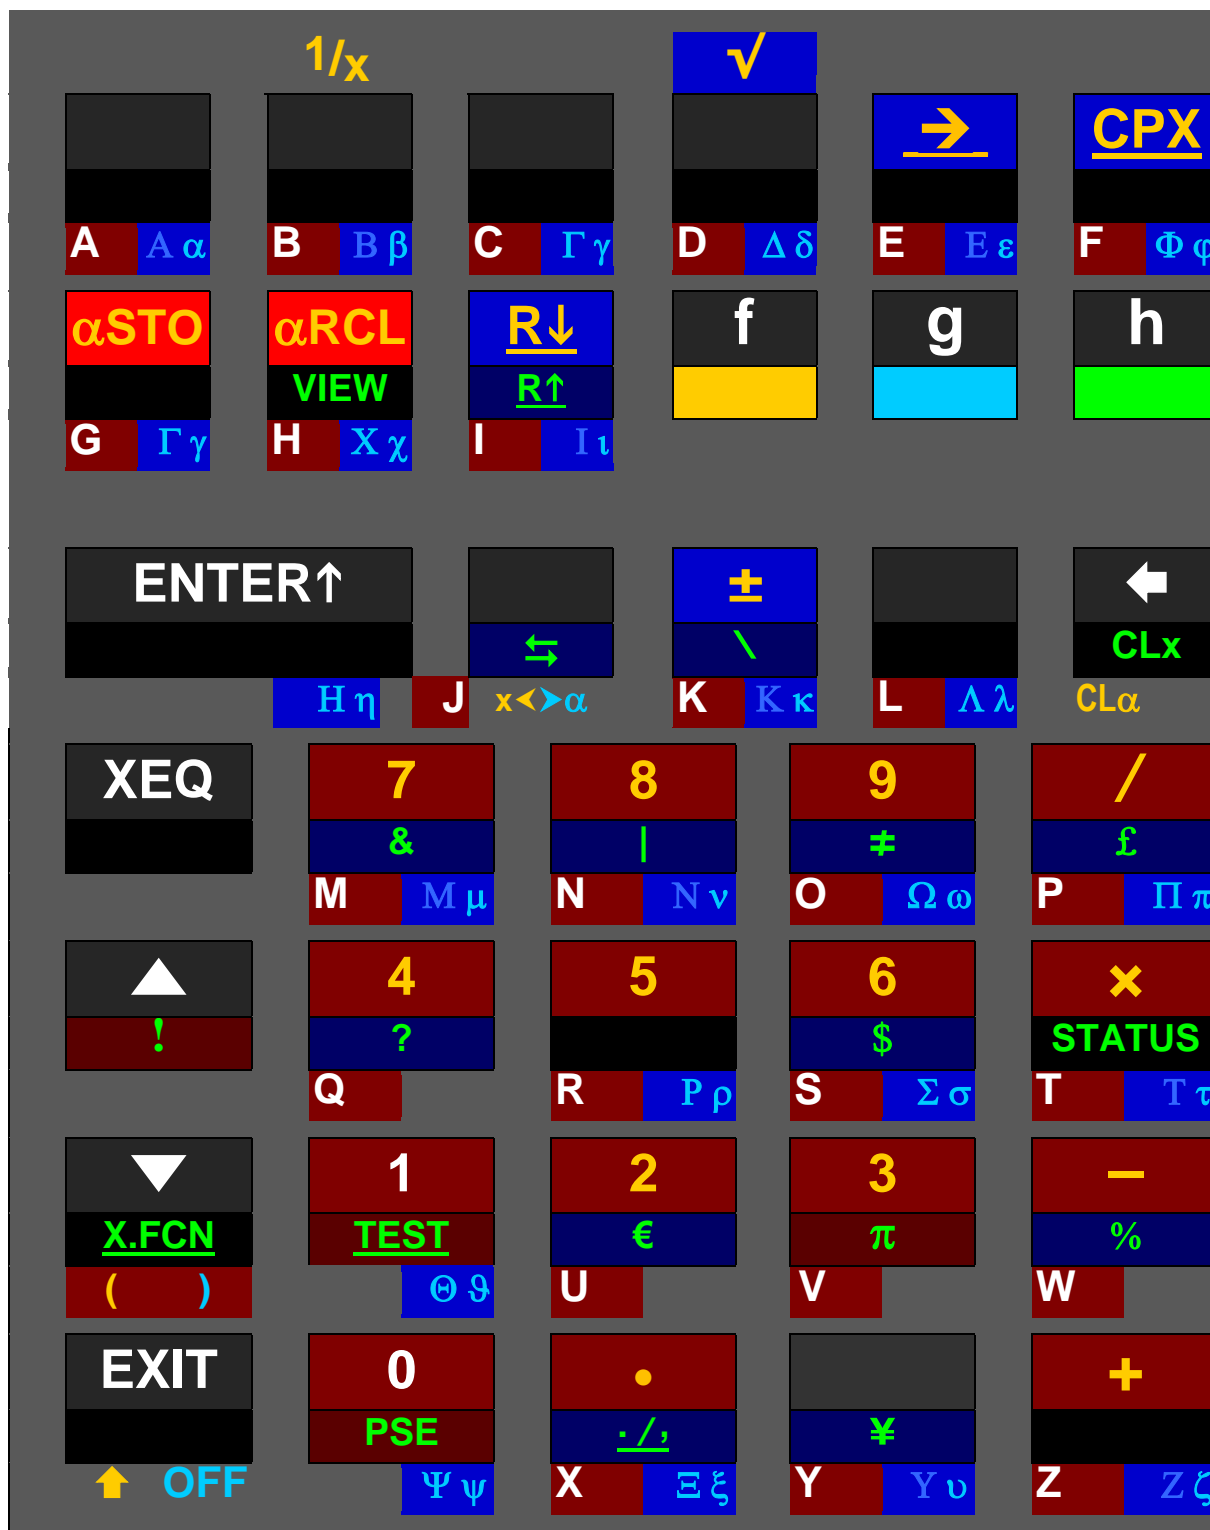 1/x √
→ CPX
A Α α B Β β C Γ γ D Δ δ E Ε ε F Φ φ
αSTO αRCL R↓ f g h
VIEW R↑
G Γ γ H Χ χ I Ι ι
ENTER↑ ± 🡄
⇆ \ CLx
Η η J x<>α K Κ κ L Λ λ CLα
XEQ 7 8 9 /
& | ≠ £
M Μ μ N Ν ν O Ω ω P Π π
▲ 4 5 6 ×
! ? $ STATUS
Q R Ρ ρ S Σ σ T Τ τ
▼ 1 2 3 −
X.FCN TEST € π %
( ) Θ ϑ U V W
EXIT 0 • +
PSE ./, ¥
🡅 OFF Ψ ψ X Ξ ξ Y Υ υ Z Ζ ζ